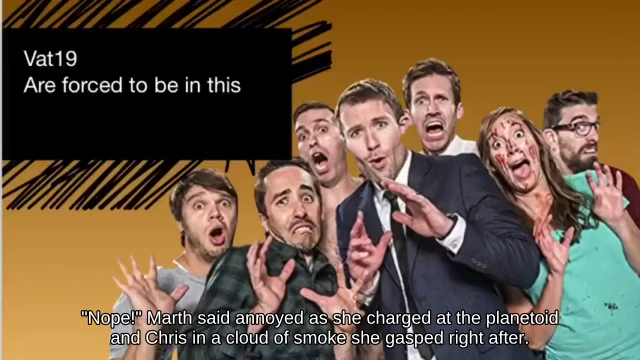 Vat19
Are forced to be in this
"Nope!" Marth said annoyed as she charged at the planetoid
and Chris in a cloud of smoke she gasped right after.